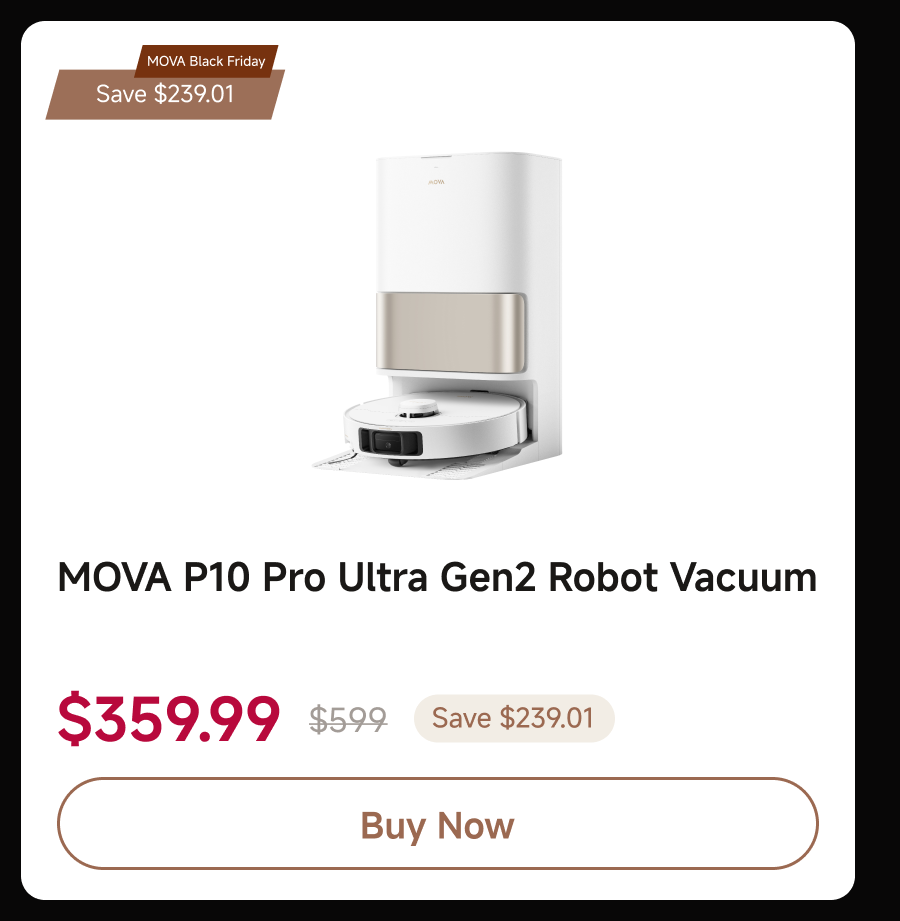 MOVA Black Friday
Save $239.01
MOVA
MOVA P10 Pro Ultra Gen2 Robot Vacuum
$359.99 $599 Save $239.01
Buy Now